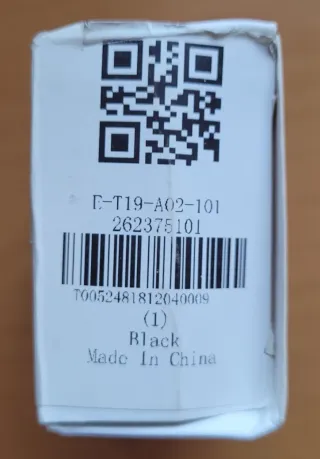 E-T19-A02-101
262375101
T0052481812040009
(1)
Black
Made In China